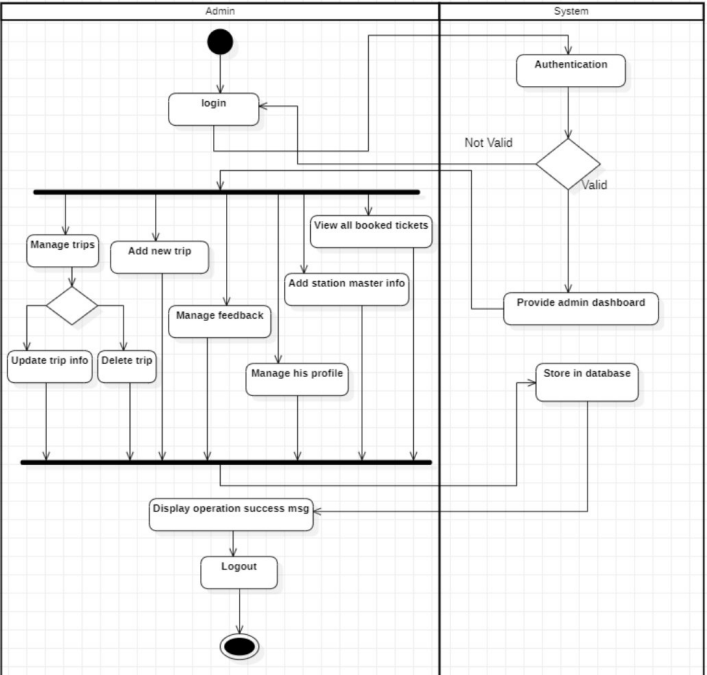 Admin
System
Authentication
login
Not Valid
Valid
View all booked tickets
Manage trips
Add new trip
Add station master info
Provide admin dashboard
Manage feedback
Update trip info
Delete trip
Manage his profile
Store in database
Display operation success msg
Logout